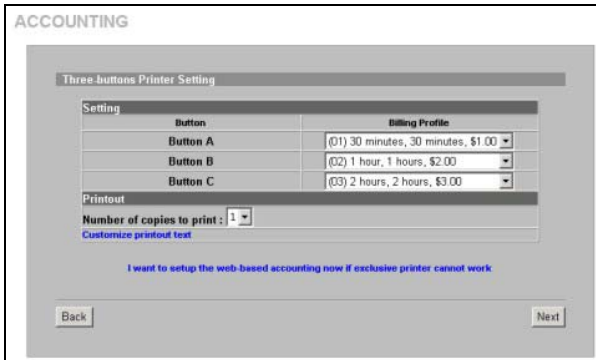 ACCOUNTING
Three-buttons Printer Setting
Setting
Button Billing Profile
Button A (01) 30 minutes, 30 minutes, $1.00
Button B (02) 1 hour, 1 hours, $2.00
Button C (03) 2 hours, 2 hours, $3.00
Printout
Number of copies to print : 1
Customize printout text
I want to setup the web-based accounting now if exclusive printer cannot work
Back Next